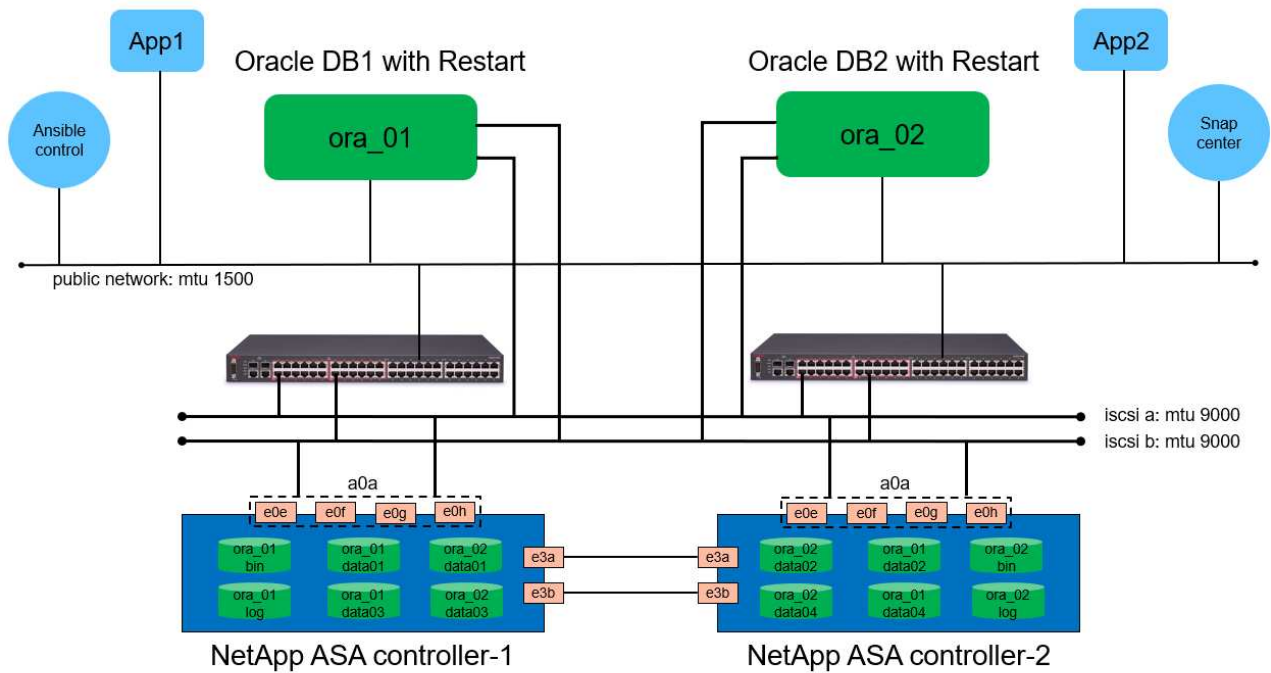 App1
App2
Oracle DB1 with Restart
Oracle DB2 with Restart
Ansible
control
ora_01
ora_02
Snap
center
public network: mtu 1500
iscsi a: mtu 9000
iscsi b: mtu 9000
a0a
a0a
e0e
e0f
e0g
e0h
e0e
e0f
e0g
e0h
ora_01
bin
ora_01
data01
ora_02
data01
e3a
e3a
ora_02
data02
ora_01
data02
ora_02
bin
ora_01
log
ora_01
data03
ora_02
data03
e3b
e3b
ora_02
data04
ora_01
data04
ora_02
log
NetApp ASA controller-1
NetApp ASA controller-2